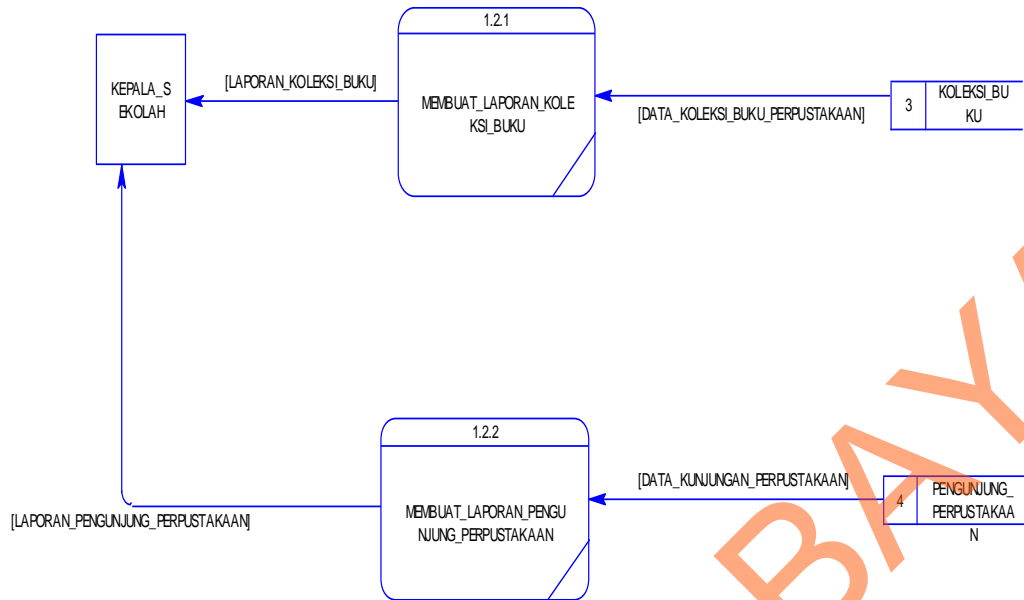 1.2.1
KEPALA_S
EKOLAH
[LAPORAN_KOLEKSI_BUKU]
MEMBUAT_LAPORAN_KOLE
KSI_BUKU
[DATA_KOLEKSI_BUKU_PERPUSTAKAAN]
3
KOLEKSI_BU
KU
1.2.2
[LAPORAN_PENGUNJUNG_PERPUSTAKAAN]
MEMBUAT_LAPORAN_PENGU
NJUNG_PERPUSTAKAAN
[DATA_KUNJUNGAN_PERPUSTAKAAN]
4
PENGUNJUNG_
PERPUSTAKAA
N
BAY